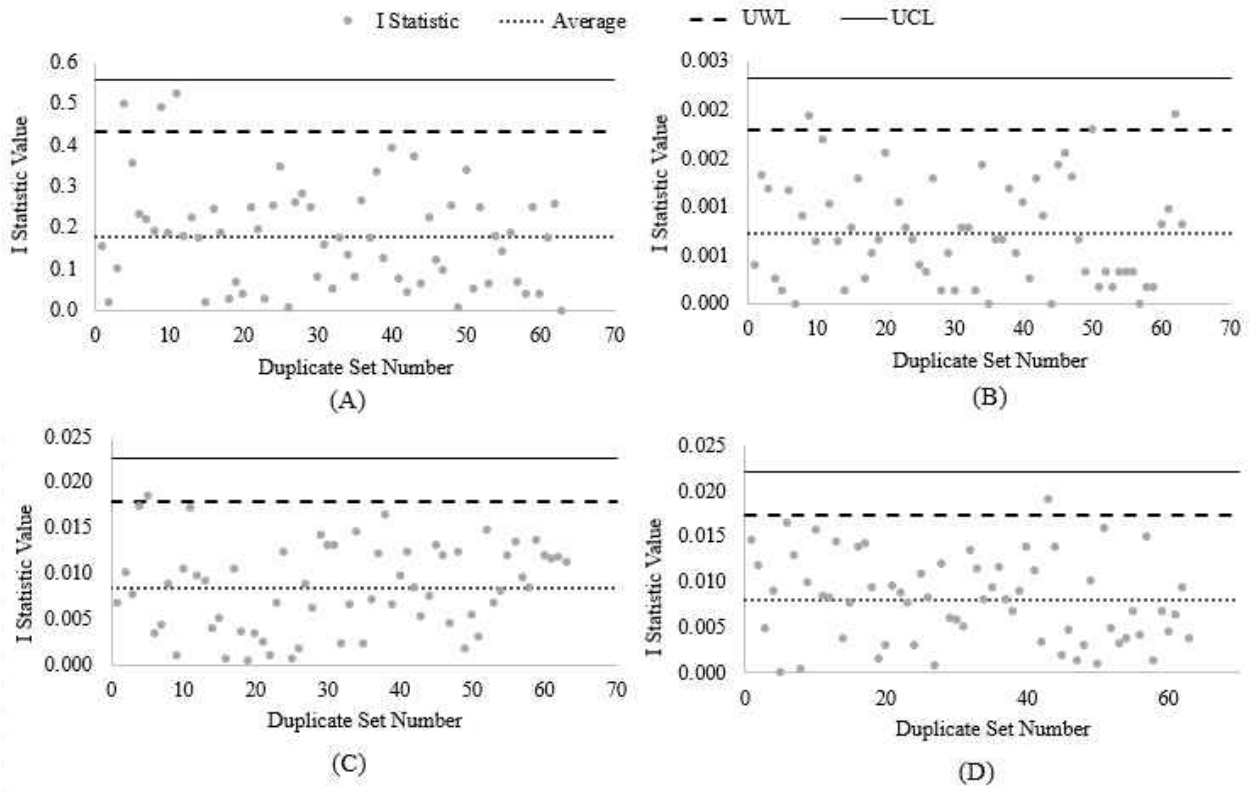 I Statistic Average UWL UCL
0.6
0.5
0.4
0.3
0.2
0.1
0.0
I Statistic Value
0 10 20 30 40 50 60 70
Duplicate Set Number
(A)
0.003
0.002
0.002
0.001
0.001
0.000
I Statistic Value
0 10 20 30 40 50 60 70
Duplicate Set Number
(B)
0.025
0.020
0.015
0.010
0.005
0.000
I Statistic Value
0 10 20 30 40 50 60 70
Duplicate Set Number
(C)
0.025
0.020
0.015
0.010
0.005
0.000
I Statistic Value
0 20 40 60
Duplicate Set Number
(D)